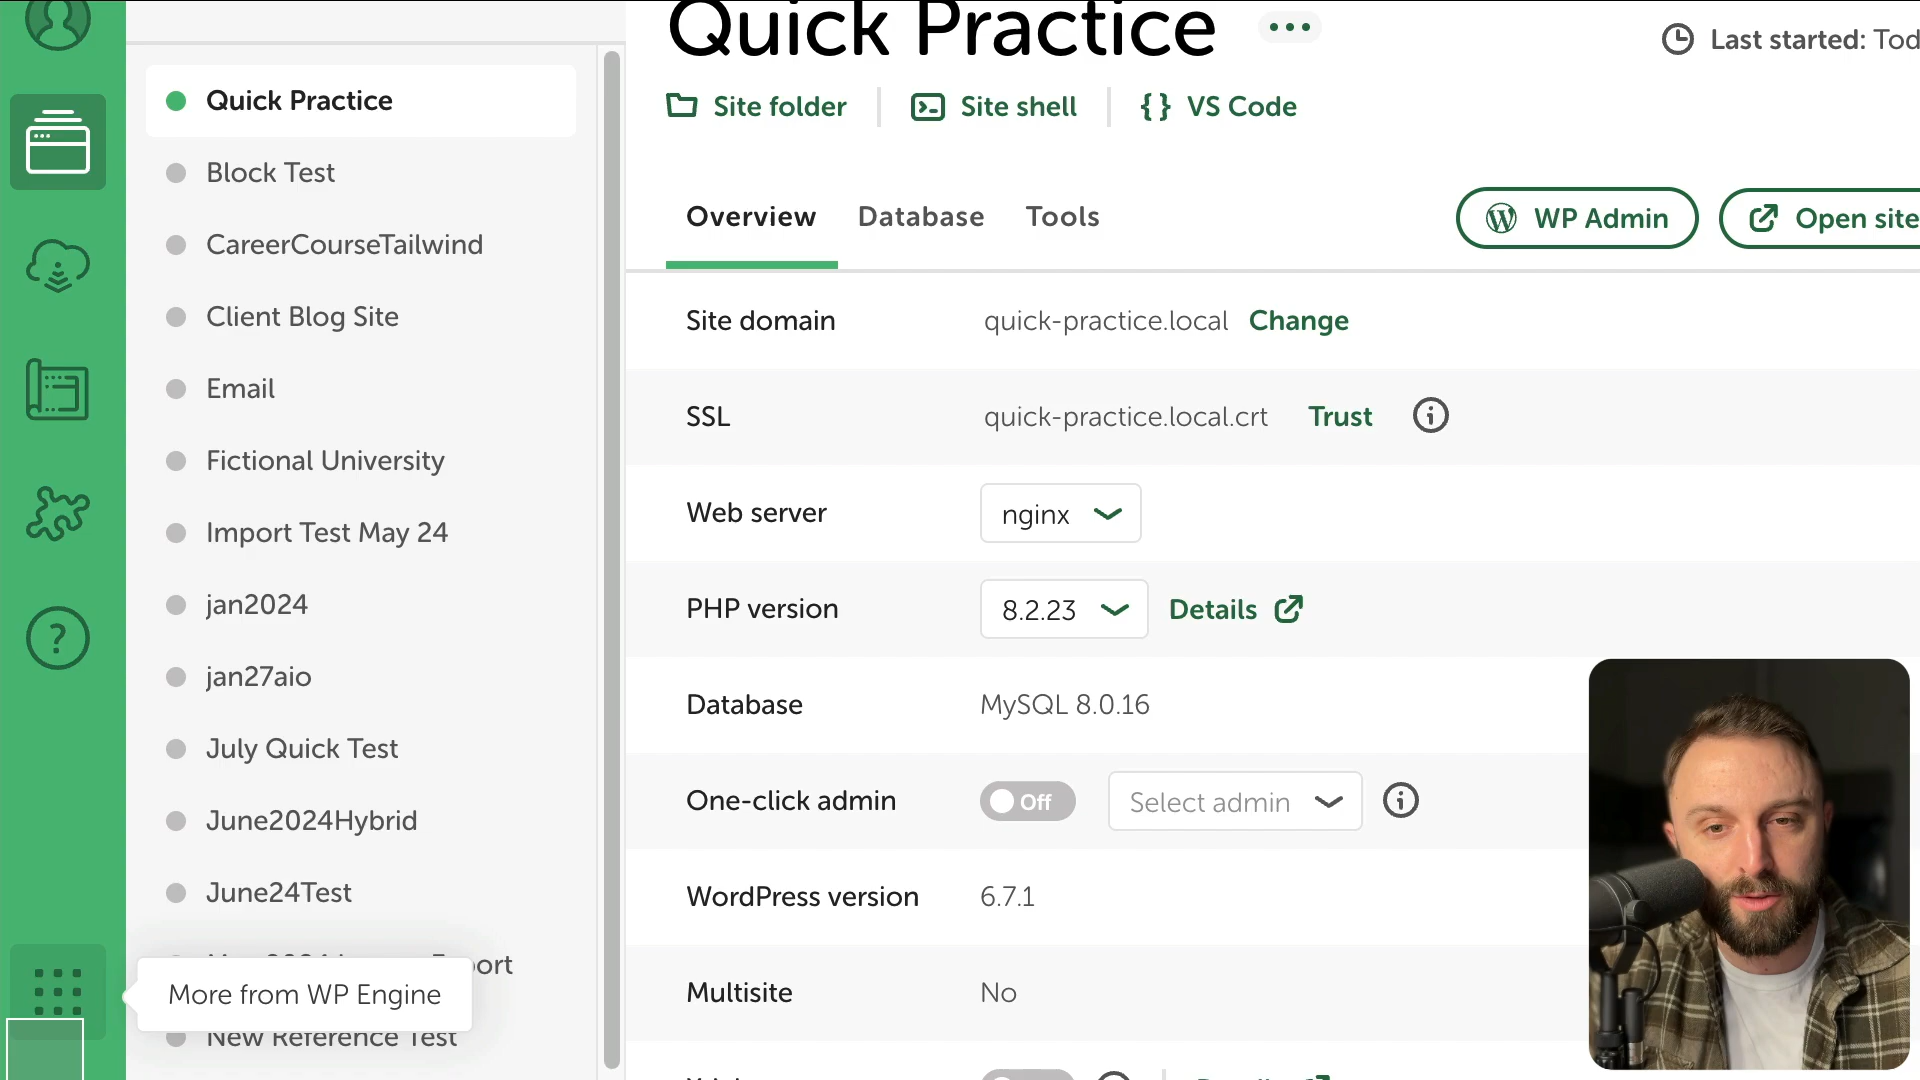 Quick Practice
Last started: Tod
Site folder
Site shell
VS Code
Overview
Database
Tools
WP Admin
Open site
Quick Practice
Block Test
CareerCourseTailwind
Client Blog Site
Email
Fictional University
Import Test May 24
jan2024
jan27aio
July Quick Test
June2024Hybrid
June24Test
ort
More from WP Engine
New Reference Test
Site domain
quick-practice.local Change
SSL
quick-practice.local.crt Trust
Web server
nginx
PHP version
8.2.23
Details
Database
MySQL 8.0.16
One-click admin
Off
Select admin
WordPress version
6.7.1
Multisite
No